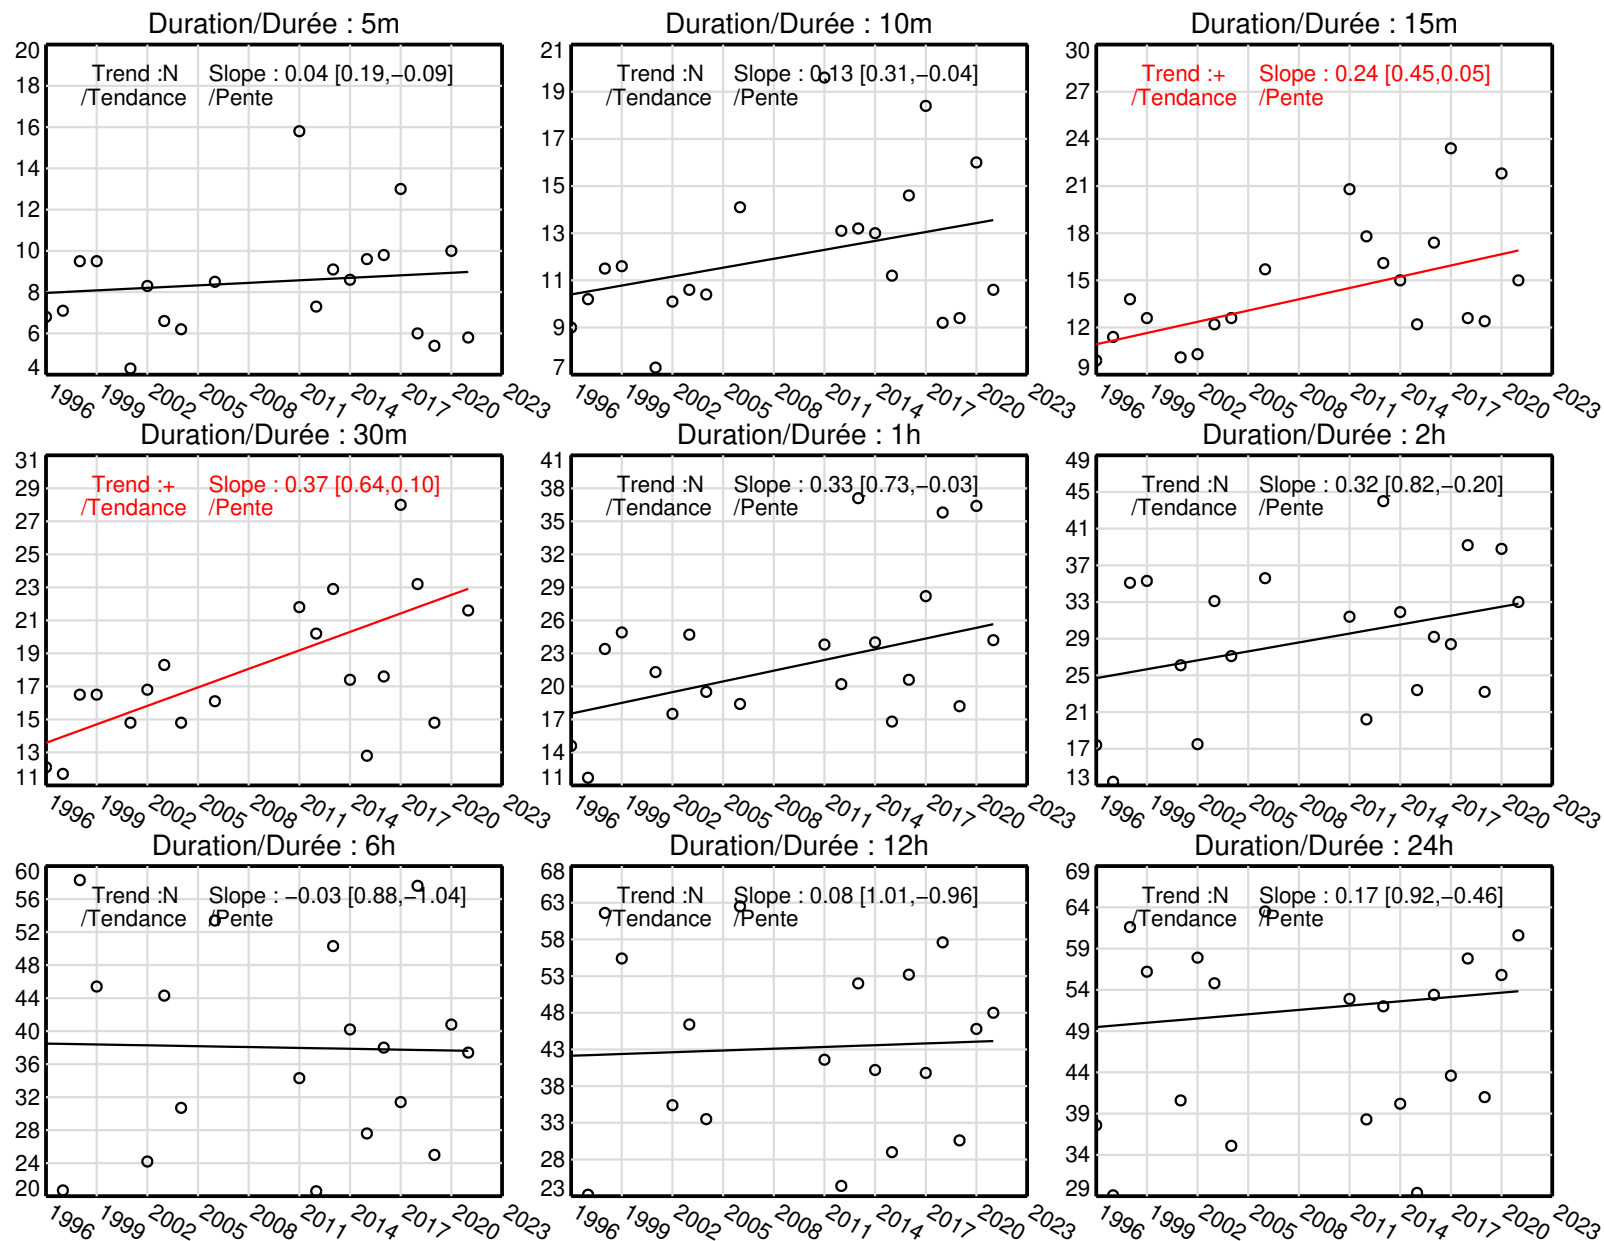 Duration/Durée : 5m
20
18
16
14
12
10
8
6
4
Trend :N Slope : 0.04 [0.19,−0.09]
/Tendance /Pente
1996 1999 2002 2005 2008 2011 2014 2017 2020 2023
Duration/Durée : 10m
21
19
17
15
13
11
9
7
Trend :N Slope : 0.13 [0.31,−0.04]
/Tendance /Pente
1996 1999 2002 2005 2008 2011 2014 2017 2020 2023
Duration/Durée : 15m
30
27
24
21
18
15
12
9
Trend :+ Slope : 0.24 [0.45,0.05]
/Tendance /Pente
1996 1999 2002 2005 2008 2011 2014 2017 2020 2023
Duration/Durée : 30m
31
29
27
25
23
21
19
17
15
13
11
Trend :+ Slope : 0.37 [0.64,0.10]
/Tendance /Pente
1996 1999 2002 2005 2008 2011 2014 2017 2020 2023
Duration/Durée : 1h
41
38
35
32
29
26
23
20
17
14
11
Trend :N Slope : 0.33 [0.73,−0.03]
/Tendance /Pente
1996 1999 2002 2005 2008 2011 2014 2017 2020 2023
Duration/Durée : 2h
49
45
41
37
33
29
25
21
17
13
Trend :N Slope : 0.32 [0.82,−0.20]
/Tendance /Pente
1996 1999 2002 2005 2008 2011 2014 2017 2020 2023
Duration/Durée : 6h
60
56
52
48
44
40
36
32
28
24
20
Trend :N Slope : −0.03 [0.88,−1.04]
/Tendance /Pente
1996 1999 2002 2005 2008 2011 2014 2017 2020 2023
Duration/Durée : 12h
68
63
58
53
48
43
38
33
28
23
Trend :N Slope : 0.08 [1.01,−0.96]
/Tendance /Pente
1996 1999 2002 2005 2008 2011 2014 2017 2020 2023
Duration/Durée : 24h
69
64
59
54
49
44
39
34
29
Trend :N Slope : 0.17 [0.92,−0.46]
/Tendance /Pente
1996 1999 2002 2005 2008 2011 2014 2017 2020 2023